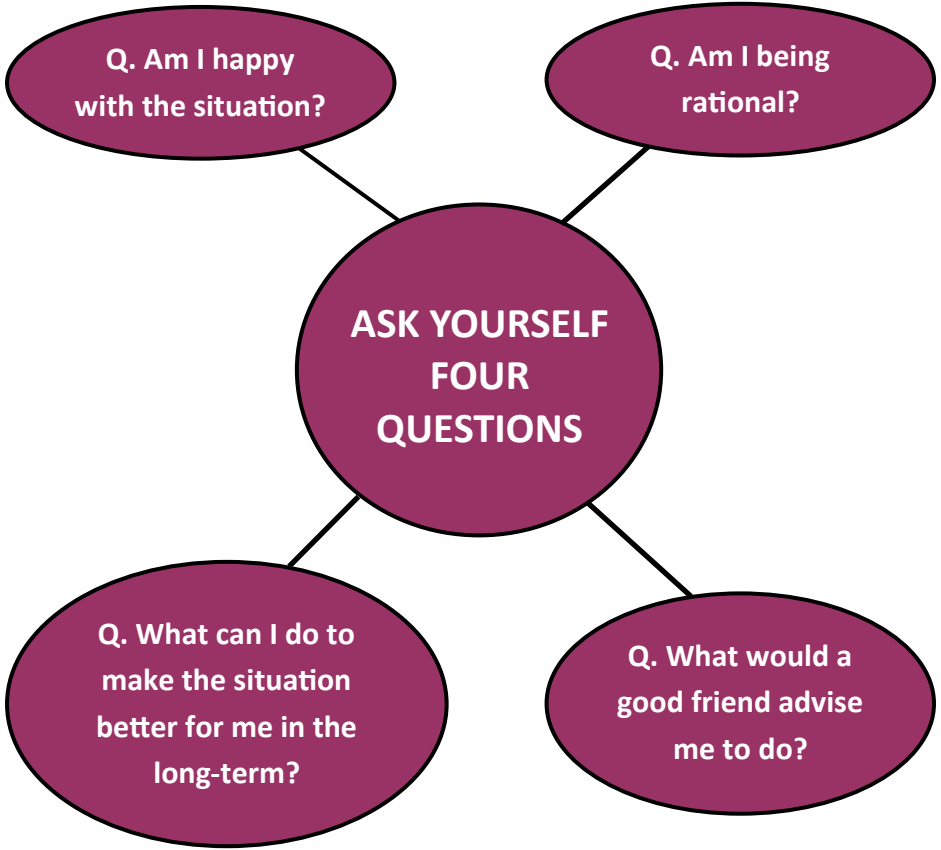 Q. Am I happy
with the situation?
Q. Am I being
rational?
ASK YOURSELF
FOUR
QUESTIONS
Q. What can I do to
make the situation
better for me in the
long-term?
Q. What would a
good friend advise
me to do?